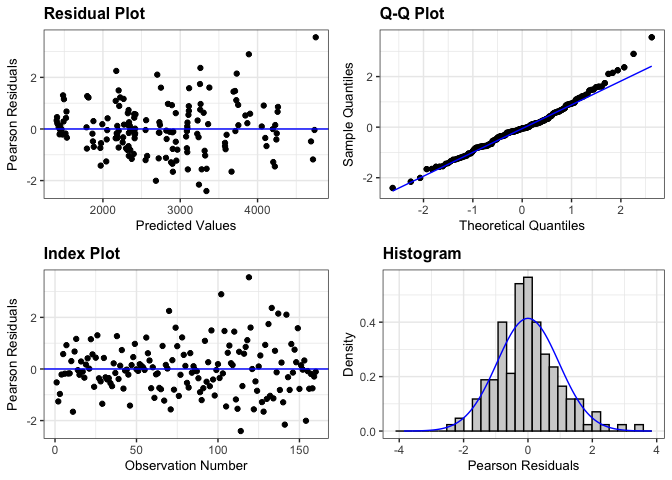 Residual Plot
Pearson Residuals
2
0
-2
2000
3000
4000
Predicted Values
Q-Q Plot
Sample Quantiles
2
0
-2
-2
-1
0
1
2
Theoretical Quantiles
Index Plot
Pearson Residuals
2
0
-2
0
50
100
150
Observation Number
Histogram
Density
0.4
0.2
0.0
-4
-2
0
2
4
Pearson Residuals